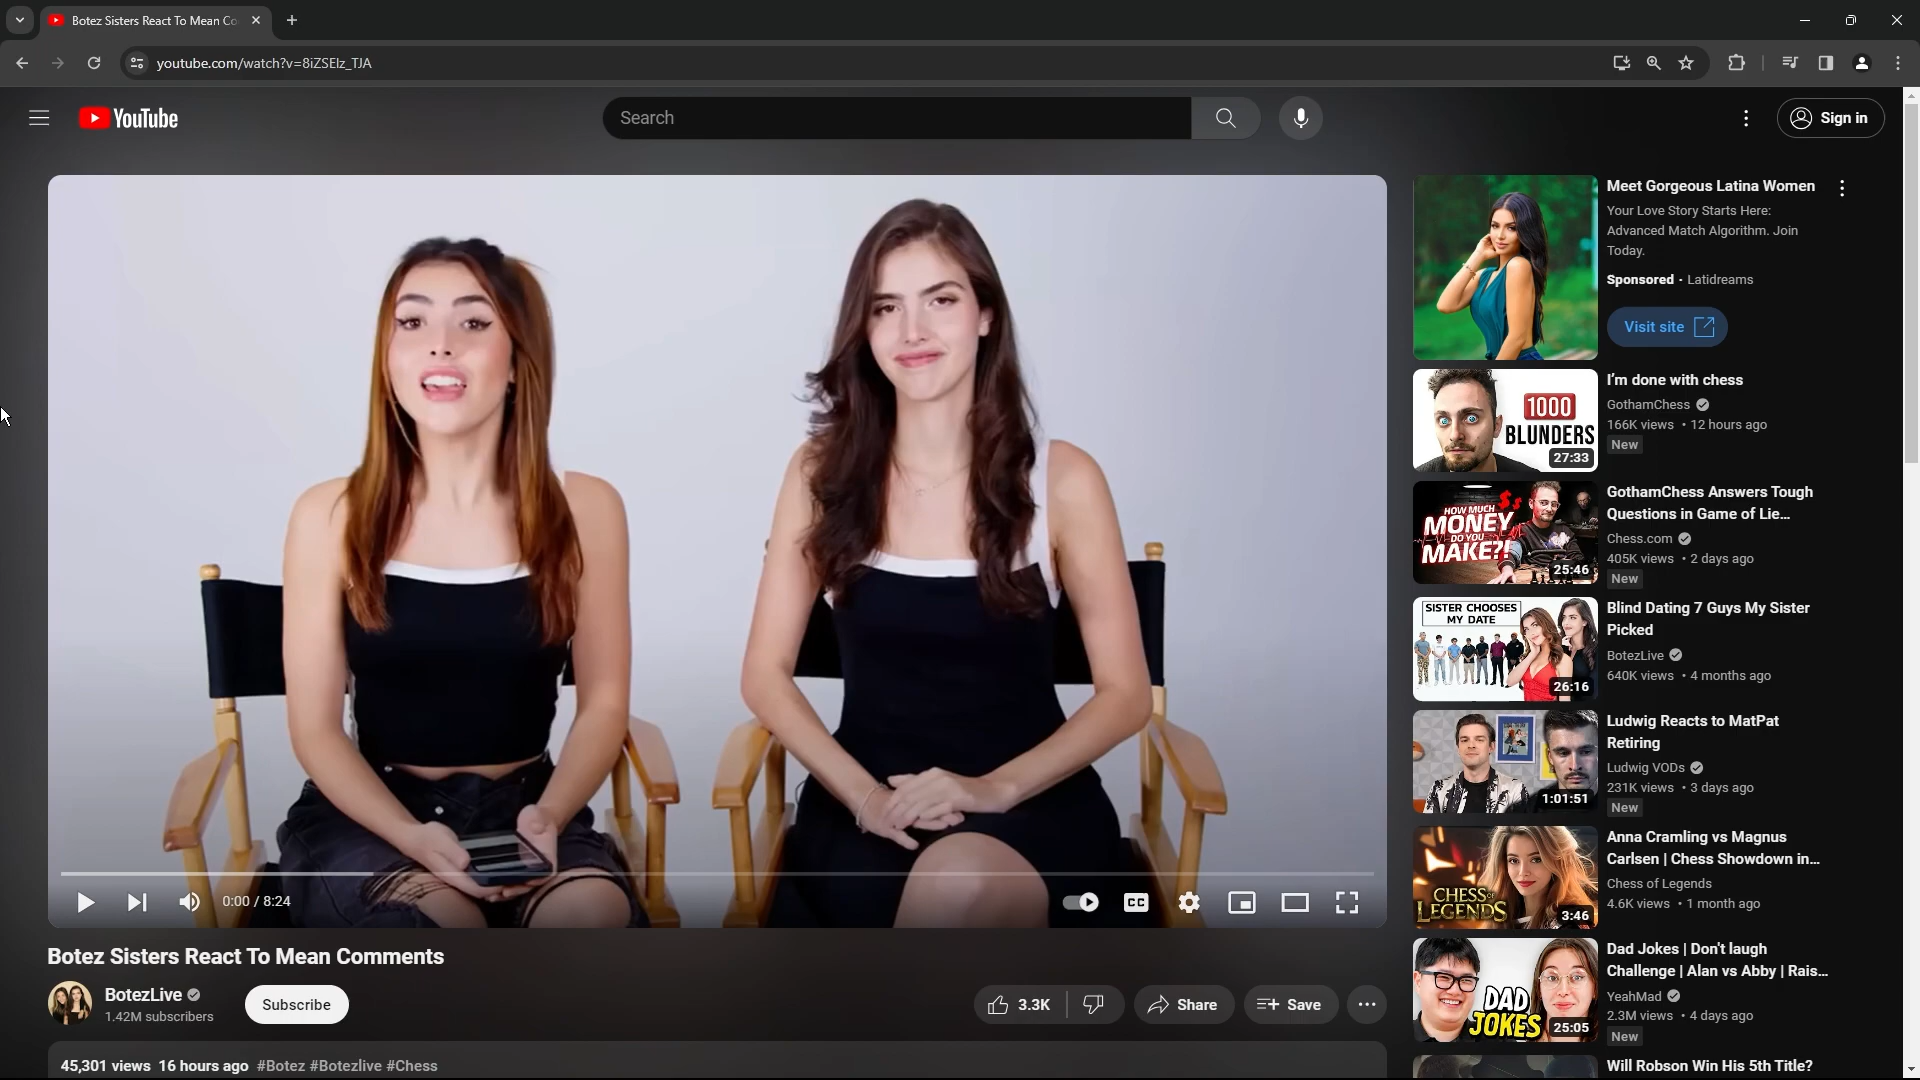 Botez Sisters React To Mean Co
youtube.com/watch?v=8iZSElz_TJA
YouTube
Search
Sign in
0:00 / 8:24
CC
Botez Sisters React To Mean Comments
BotezLive
1.42M subscribers
Subscribe
3.3K
Share
Save
45,301 views 16 hours ago #Botez #Botezlive #Chess
Meet Gorgeous Latina Women
Your Love Story Starts Here:
Advanced Match Algorithm. Join
Today.
Sponsored · Latidreams
Visit site
1000
BLUNDERS
27:33
I'm done with chess
GothamChess
166K views • 12 hours ago
New
HOW MUCH
MONEY
DO YOU
MAKE?!
25:46
GothamChess Answers Tough
Questions in Game of Lie...
Chess.com
405K views • 2 days ago
New
SISTER CHOOSES
MY DATE
26:16
Blind Dating 7 Guys My Sister
Picked
BotezLive
640K views • 4 months ago
1:01:51
Ludwig Reacts to MatPat
Retiring
Ludwig VODs
231K views • 3 days ago
New
CHESS OF
LEGENDS
3:46
Anna Cramling vs Magnus
Carlsen | Chess Showdown in...
Chess of Legends
4.6K views • 1 month ago
DAD
JOKES
25:05
Dad Jokes | Don't laugh
Challenge | Alan vs Abby | Rais...
YeahMad
2.3M views • 4 days ago
New
Will Robson Win His 5th Title?